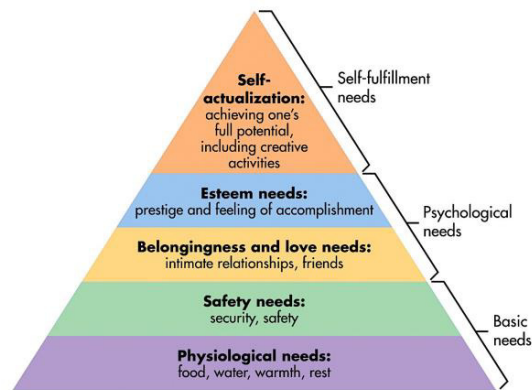 Self-
actualization:
achieving one's
full potential,
including creative
activities
Self-fulfillment
needs
Esteem needs:
prestige and feeling of accomplishment
Psychological
needs
Belongingness and love needs:
intimate relationships, friends
Safety needs:
security, safety
Basic
needs
Physiological needs:
food, water, warmth, rest